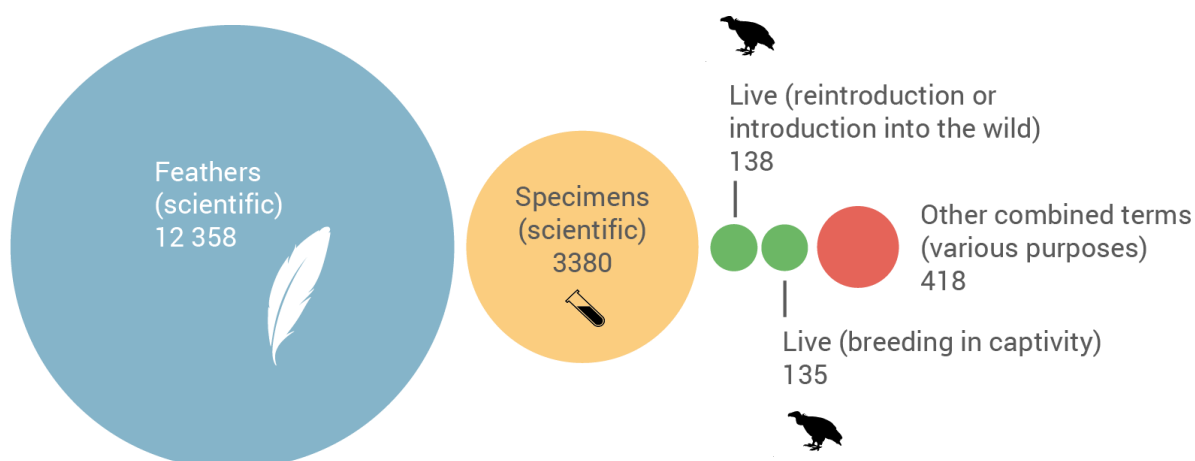 Feathers
(scientific)
12 358
Specimens
(scientific)
3380
Live (reintroduction or
introduction into the wild)
138
Live (breeding in captivity)
135
Other combined terms
(various purposes)
418